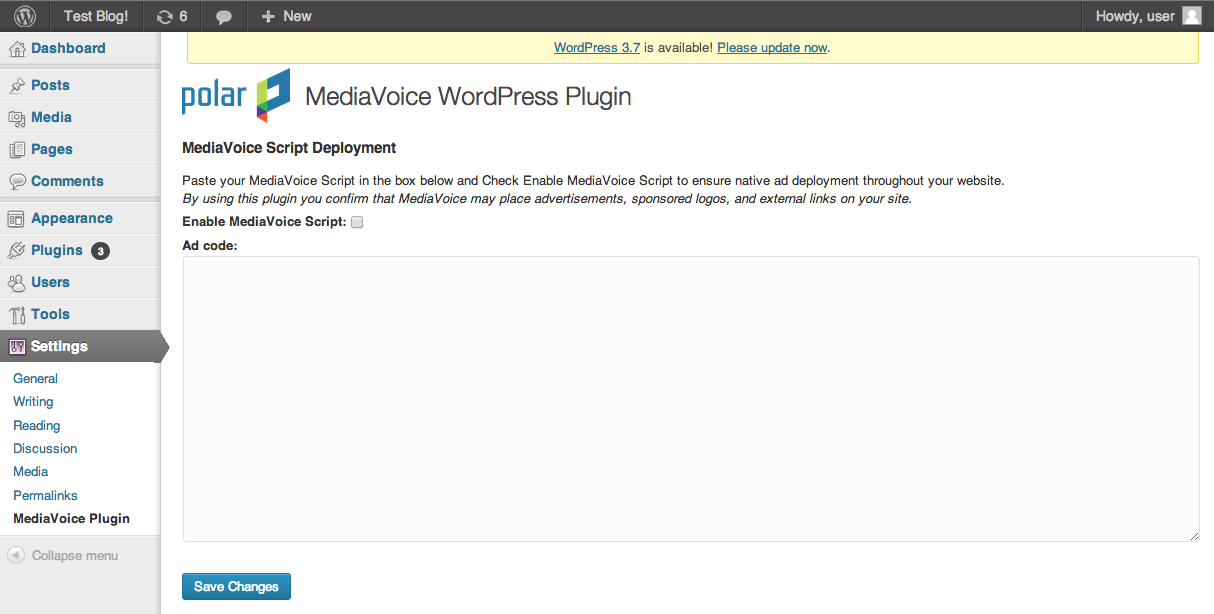 Test Blog! 6 New Howdy, user
WordPress 3.7 is available! Please update now.
Dashboard
Posts
Media
Pages
Comments
Appearance
Plugins 3
Users
Tools
Settings
General
Writing
Reading
Discussion
Media
Permalinks
MediaVoice Plugin
Collapse menu
polar MediaVoice WordPress Plugin
MediaVoice Script Deployment
Paste your MediaVoice Script in the box below and Check Enable MediaVoice Script to ensure native ad deployment throughout your website.
By using this plugin you confirm that MediaVoice may place advertisements, sponsored logos, and external links on your site.
Enable MediaVoice Script:
Ad code:
Save Changes